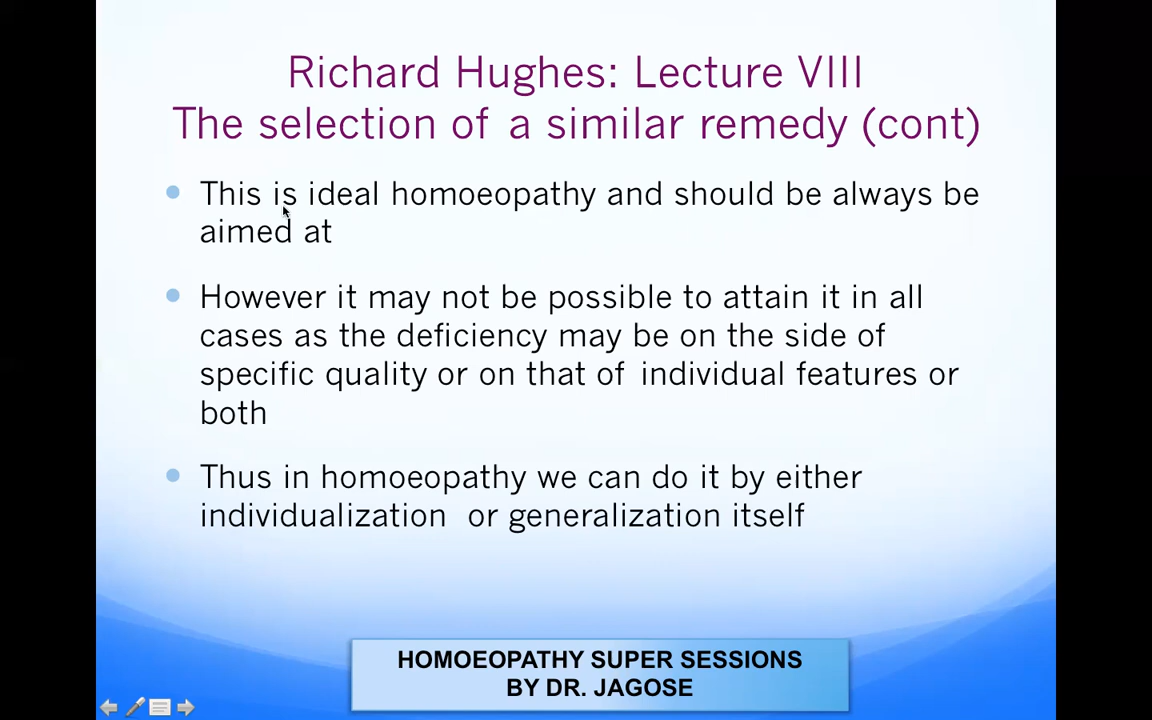 Richard Hughes: Lecture VIII
The selection of a similar remedy (cont)
This is ideal homoeopathy and should be always be
aimed at
However it may not be possible to attain it in all
cases as the deficiency may be on the side of
specific quality or on that of individual features or
both
Thus in homoeopathy we can do it by either
individualization or generalization itself
HOMOEOPATHY SUPER SESSIONS
BY DR. JAGOSE